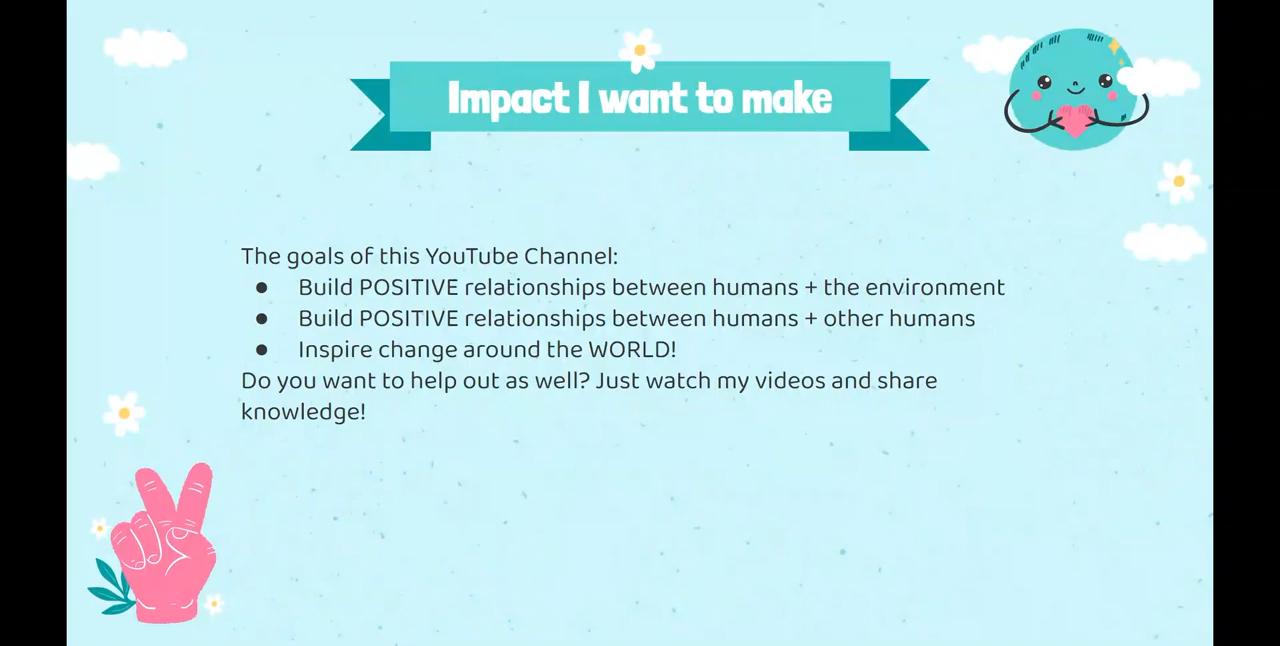 Impact I want to make
The goals of this YouTube Channel:
● Build POSITIVE relationships between humans + the environment
● Build POSITIVE relationships between humans + other humans
● Inspire change around the WORLD!
Do you want to help out as well? Just watch my videos and share
knowledge!